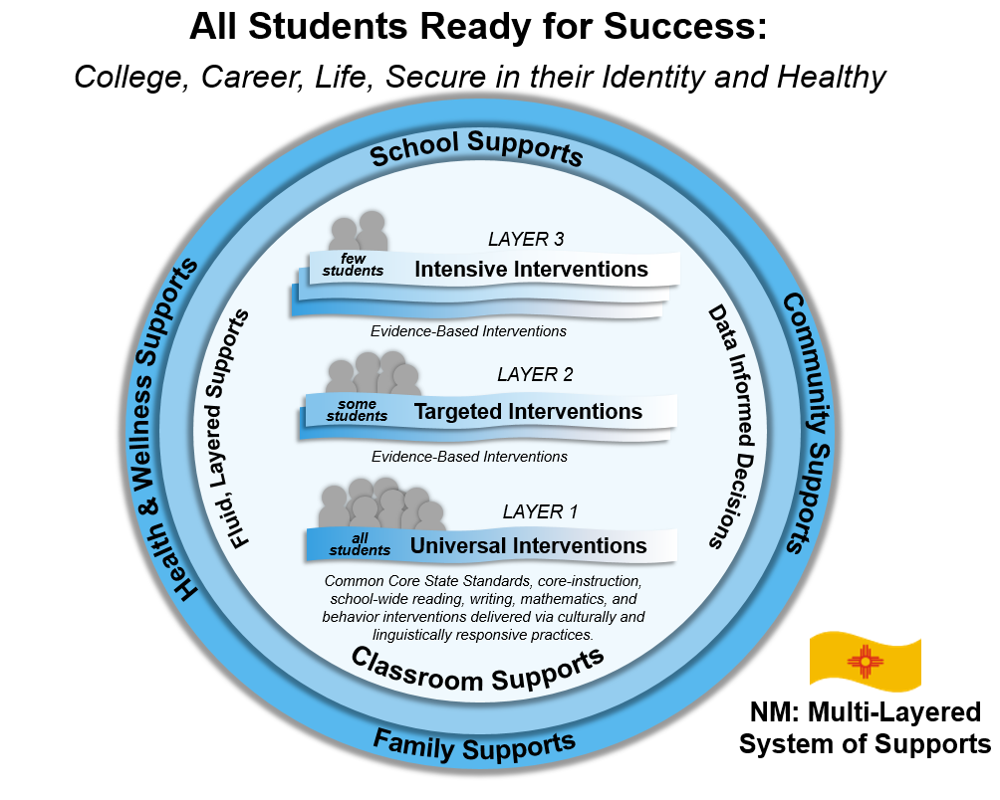 All Students Ready for Success:
College, Career, Life, Secure in their Identity and Healthy
School Supports
Health & Wellness Supports
Community Supports
Fluid, Layered Supports
Data Informed Decisions
LAYER 3
few
students
Intensive Interventions
Evidence-Based Interventions
LAYER 2
some
students
Targeted Interventions
Evidence-Based Interventions
LAYER 1
all
students
Universal Interventions
Common Core State Standards, core-instruction,
school-wide reading, writing, mathematics, and
behavior interventions delivered via culturally and
linguistically responsive practices.
Classroom Supports
Family Supports
NM: Multi-Layered
System of Supports